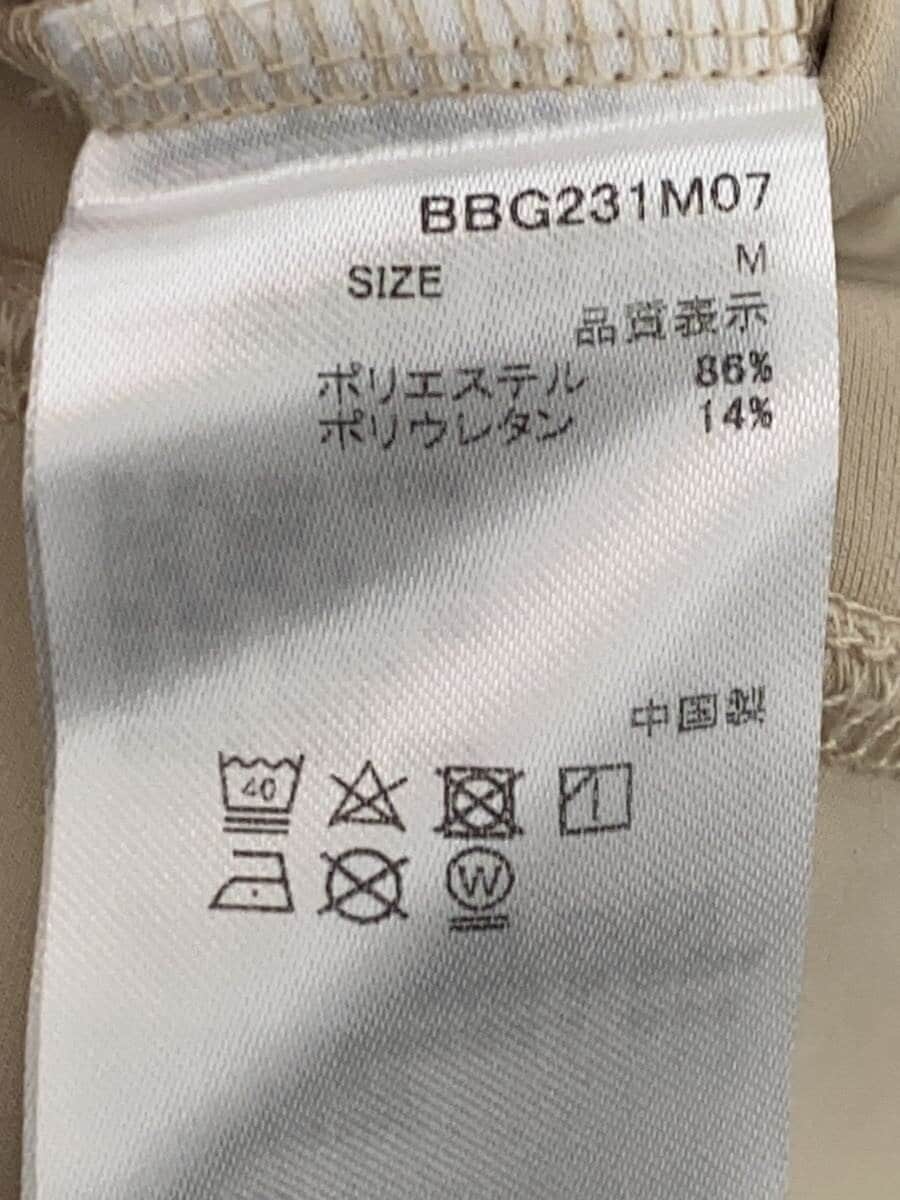 BBG231M07
SIZE M
品質表示
ポリエステル 86%
ポリウレタン 14%
中国製
40
W